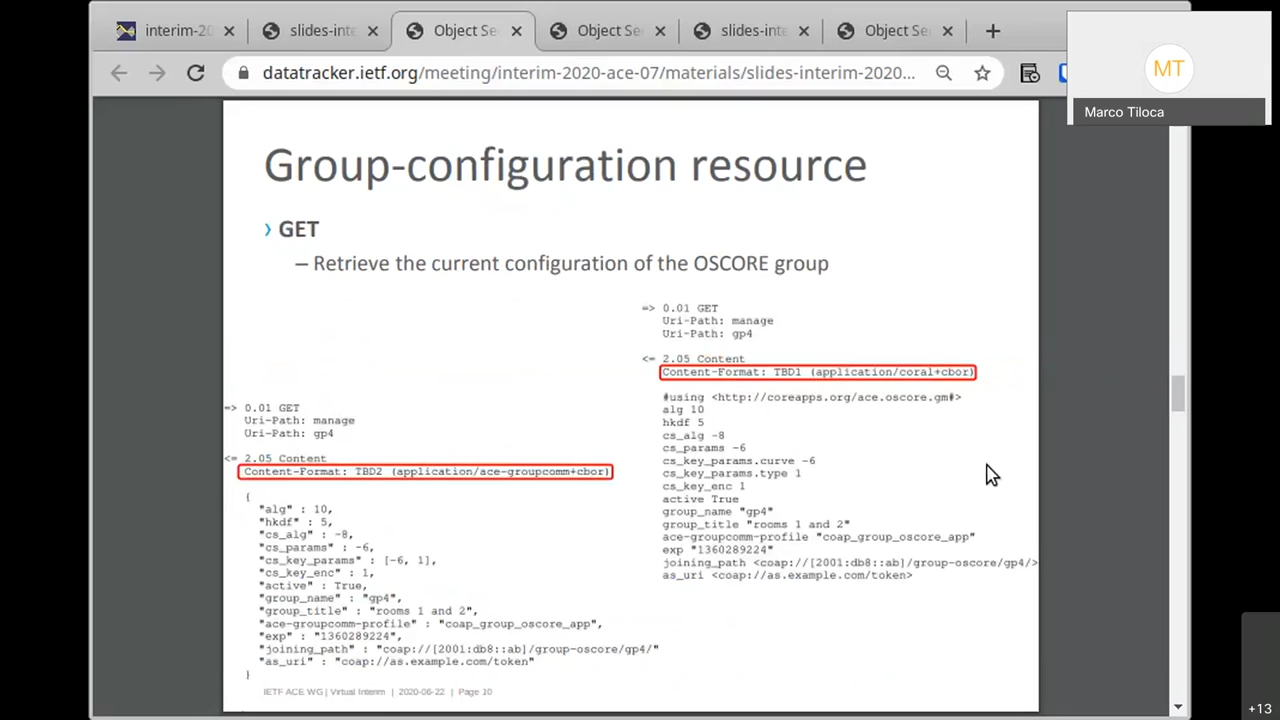 interim-20
slides-inte
Object Se
Object Se
slides-inte
Object Se
datatracker.ietf.org/meeting/interim-2020-ace-07/materials/slides-interim-2020...
MT
Marco Tiloca
Group-configuration resource
› GET
– Retrieve the current configuration of the OSCORE group
=> 0.01 GET
Uri-Path: manage
Uri-Path: gp4
<= 2.05 Content
Content-Format: TBD2 (application/ace-groupcomm+cbor)
{
"alg" : 10,
"hkdf" : 5,
"cs_alg" : -8,
"cs_params" : -6,
"cs_key_params" : [-6, 1],
"cs_key_enc" : 1,
"active" : True,
"group_name" : "gp4",
"group_title" : "rooms 1 and 2",
"ace-groupcomm-profile" : "coap_group_oscore_app",
"exp" : "1360289224",
"joining_path" : "coap://[2001:db8::ab]/group-oscore/gp4/"
"as_uri" : "coap://as.example.com/token"
}
=> 0.01 GET
Uri-Path: manage
Uri-Path: gp4
<= 2.05 Content
Content-Format: TBD1 (application/coral+cbor)
#using <http://coreapps.org/ace.oscore.gm#>
alg 10
hkdf 5
cs_alg -8
cs_params -6
cs_key_params.curve -6
cs_key_params.type 1
cs_key_enc 1
active True
group_name "gp4"
group_title "rooms 1 and 2"
ace-groupcomm-profile "coap_group_oscore_app"
exp "1360289224"
joining_path <coap://[2001:db8::ab]/group-oscore/gp4/>
as_uri <coap://as.example.com/token>
IETF ACE WG | Virtual Interim | 2020-06-22 | Page 10
+13